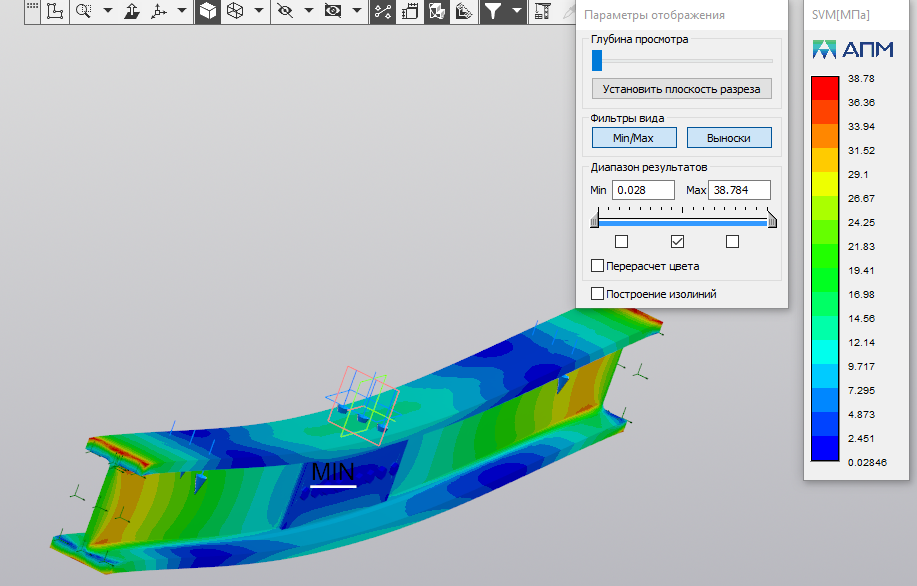 Параметры отображения
Глубина просмотра
Установить плоскость разреза
Фильтры вида
Min/Max
Выноски
Диапазон результатов
Min 0.028 Max 38.784
Перерасчет цвета
Построение изолиний
SVM[МПа]
АПМ
38.78
36.36
33.94
31.52
29.1
26.67
24.25
21.83
19.41
16.98
14.56
12.14
9.717
7.295
4.873
2.451
0.02846
MIN